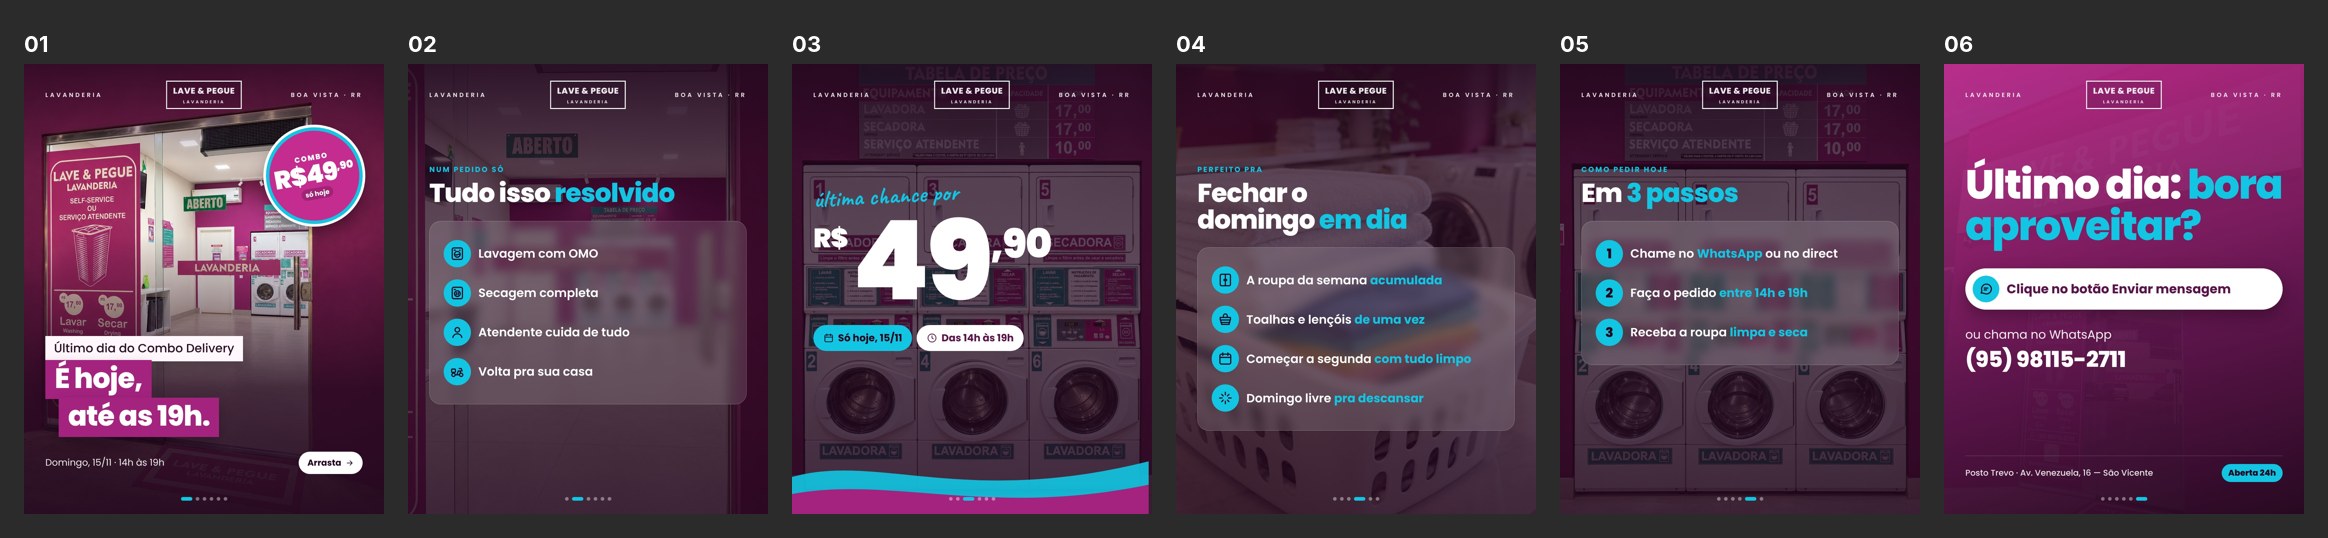 01
LAVANDERIA
LAVE & PEGUE
LAVANDERIA
BOA VISTA · RR
COMBO
R$49,90
só hoje
LAVE & PEGUE
LAVANDERIA
SELF-SERVICE
OU
SERVIÇO ATENDENTE
ABERTO
LAVANDERIA
17,00
17,00
Lavar
Secar
Último dia do Combo Delivery
É hoje,
até as 19h.
Domingo, 15/11 · 14h às 19h
Arrasta →
02
LAVANDERIA
LAVE & PEGUE
LAVANDERIA
BOA VISTA · RR
ABERTO
NUM PEDIDO SÓ
Tudo isso resolvido
Lavagem com OMO
Secagem completa
Atendente cuida de tudo
Volta pra sua casa
03
TABELA DE PREÇO
LAVANDERIA
LAVE & PEGUE
LAVANDERIA
BOA VISTA · RR
LAVADORA 17,00
SECADORA 17,00
SERVIÇO ATENDENTE 10,00
1
3
5
última chance por
R$49,90
SECADORA
Só hoje, 15/11
Das 14h às 19h
2
4
6
LAVADORA
LAVADORA
LAVADORA
04
LAVANDERIA
LAVE & PEGUE
LAVANDERIA
BOA VISTA · RR
PERFEITO PRA
Fechar o
domingo em dia
A roupa da semana acumulada
Toalhas e lençóis de uma vez
Começar a segunda com tudo limpo
Domingo livre pra descansar
05
TABELA DE PREÇO
LAVANDERIA
LAVE & PEGUE
LAVANDERIA
BOA VISTA · RR
LAVADORA 17,00
SECADORA 17,00
SERVIÇO ATENDENTE 10,00
COMO PEDIR HOJE
Em 3 passos
1 Chame no WhatsApp ou no direct
2 Faça o pedido entre 14h e 19h
3 Receba a roupa limpa e seca
LAVADORA
LAVADORA
LAVADORA
06
LAVANDERIA
LAVE & PEGUE
LAVANDERIA
BOA VISTA · RR
Último dia: bora
aproveitar?
Clique no botão Enviar mensagem
ou chama no WhatsApp
(95) 98115-2711
Posto Trevo · Av. Venezuela, 16 — São Vicente
Aberta 24h